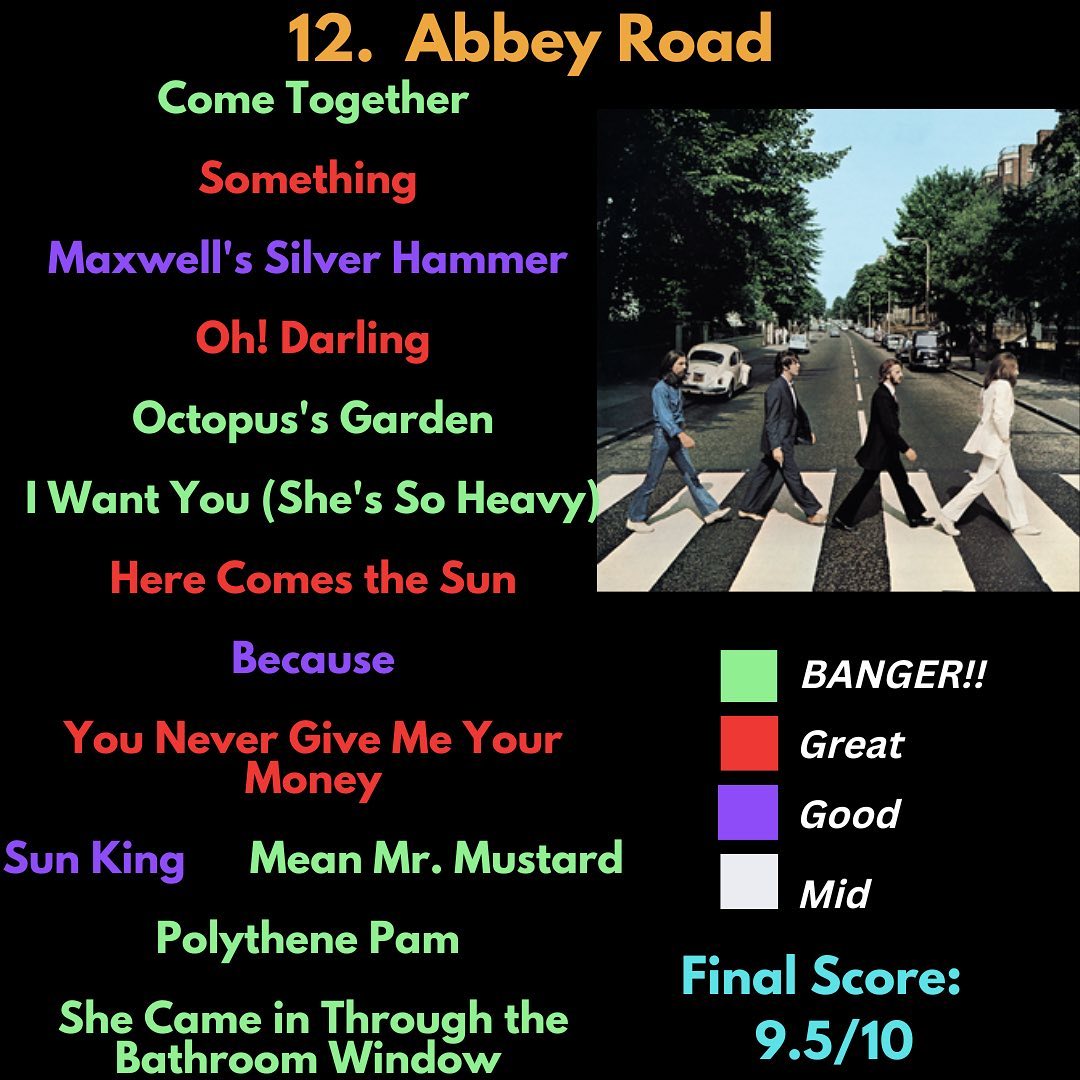 12. Abbey Road
Come Together
Something
Maxwell's Silver Hammer
Oh! Darling
Octopus's Garden
I Want You (She's So Heavy)
Here Comes the Sun
Because
You Never Give Me Your
Money
Sun King
Mean Mr. Mustard
Polythene Pam
She Came in Through the
Bathroom Window
BANGER!!
Great
Good
Mid
Final Score:
9.5/10